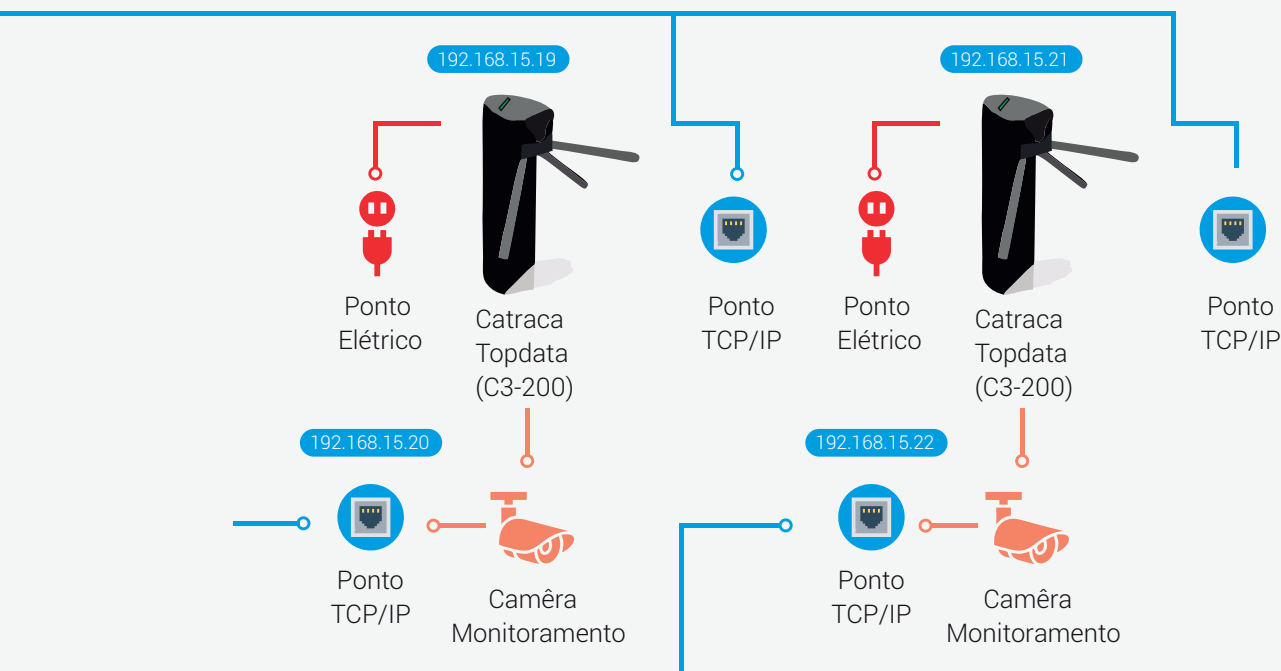 192.168.15.19
192.168.15.21
Ponto
Elétrico
Catraca
Topdata
(C3-200)
Ponto
TCP/IP
Ponto
Elétrico
Catraca
Topdata
(C3-200)
Ponto
TCP/IP
192.168.15.20
192.168.15.22
Ponto
TCP/IP
Camêra
Monitoramento
Ponto
TCP/IP
Camêra
Monitoramento